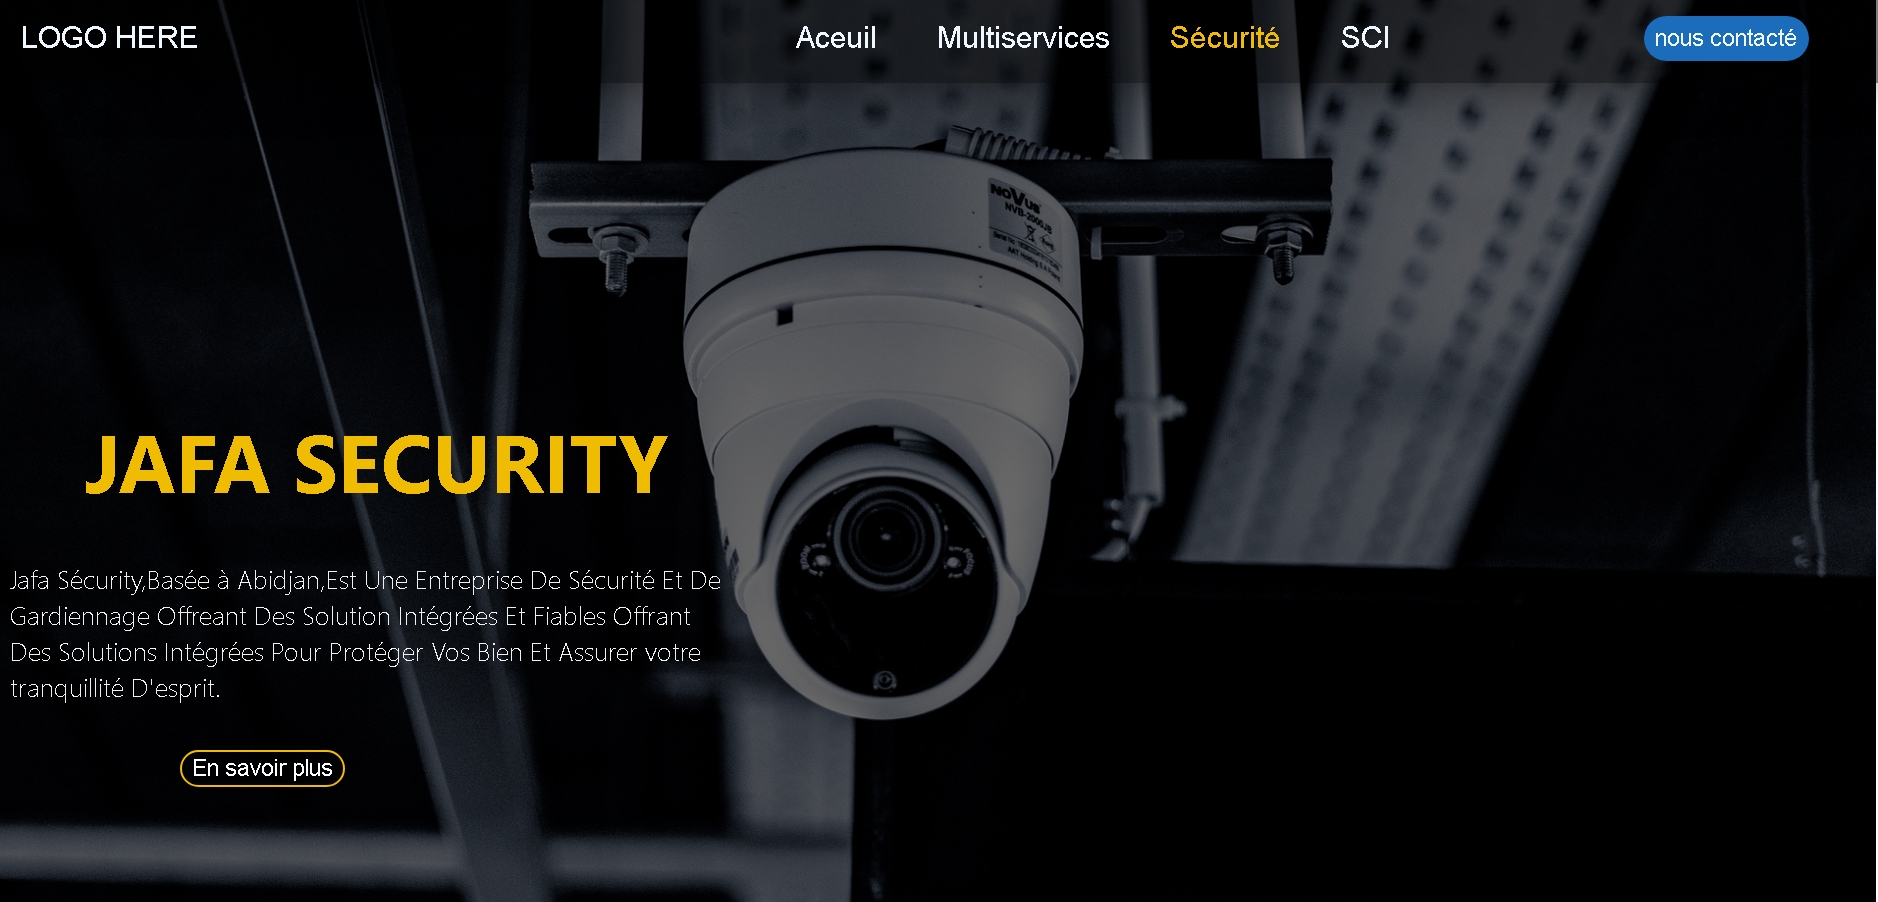 LOGO HERE
Aceuil
Multiservices
Sécurité
SCI
nous contacté
NOVUS
NVB-2000JB
JAFA SECURITY
Jafa Sécurity,Basée à Abidjan,Est Une Entreprise De Sécurité Et De
Gardiennage Offreant Des Solution Intégrées Et Fiables Offrant
Des Solutions Intégrées Pour Protéger Vos Bien Et Assurer votre
tranquillité D'esprit.
En savoir plus